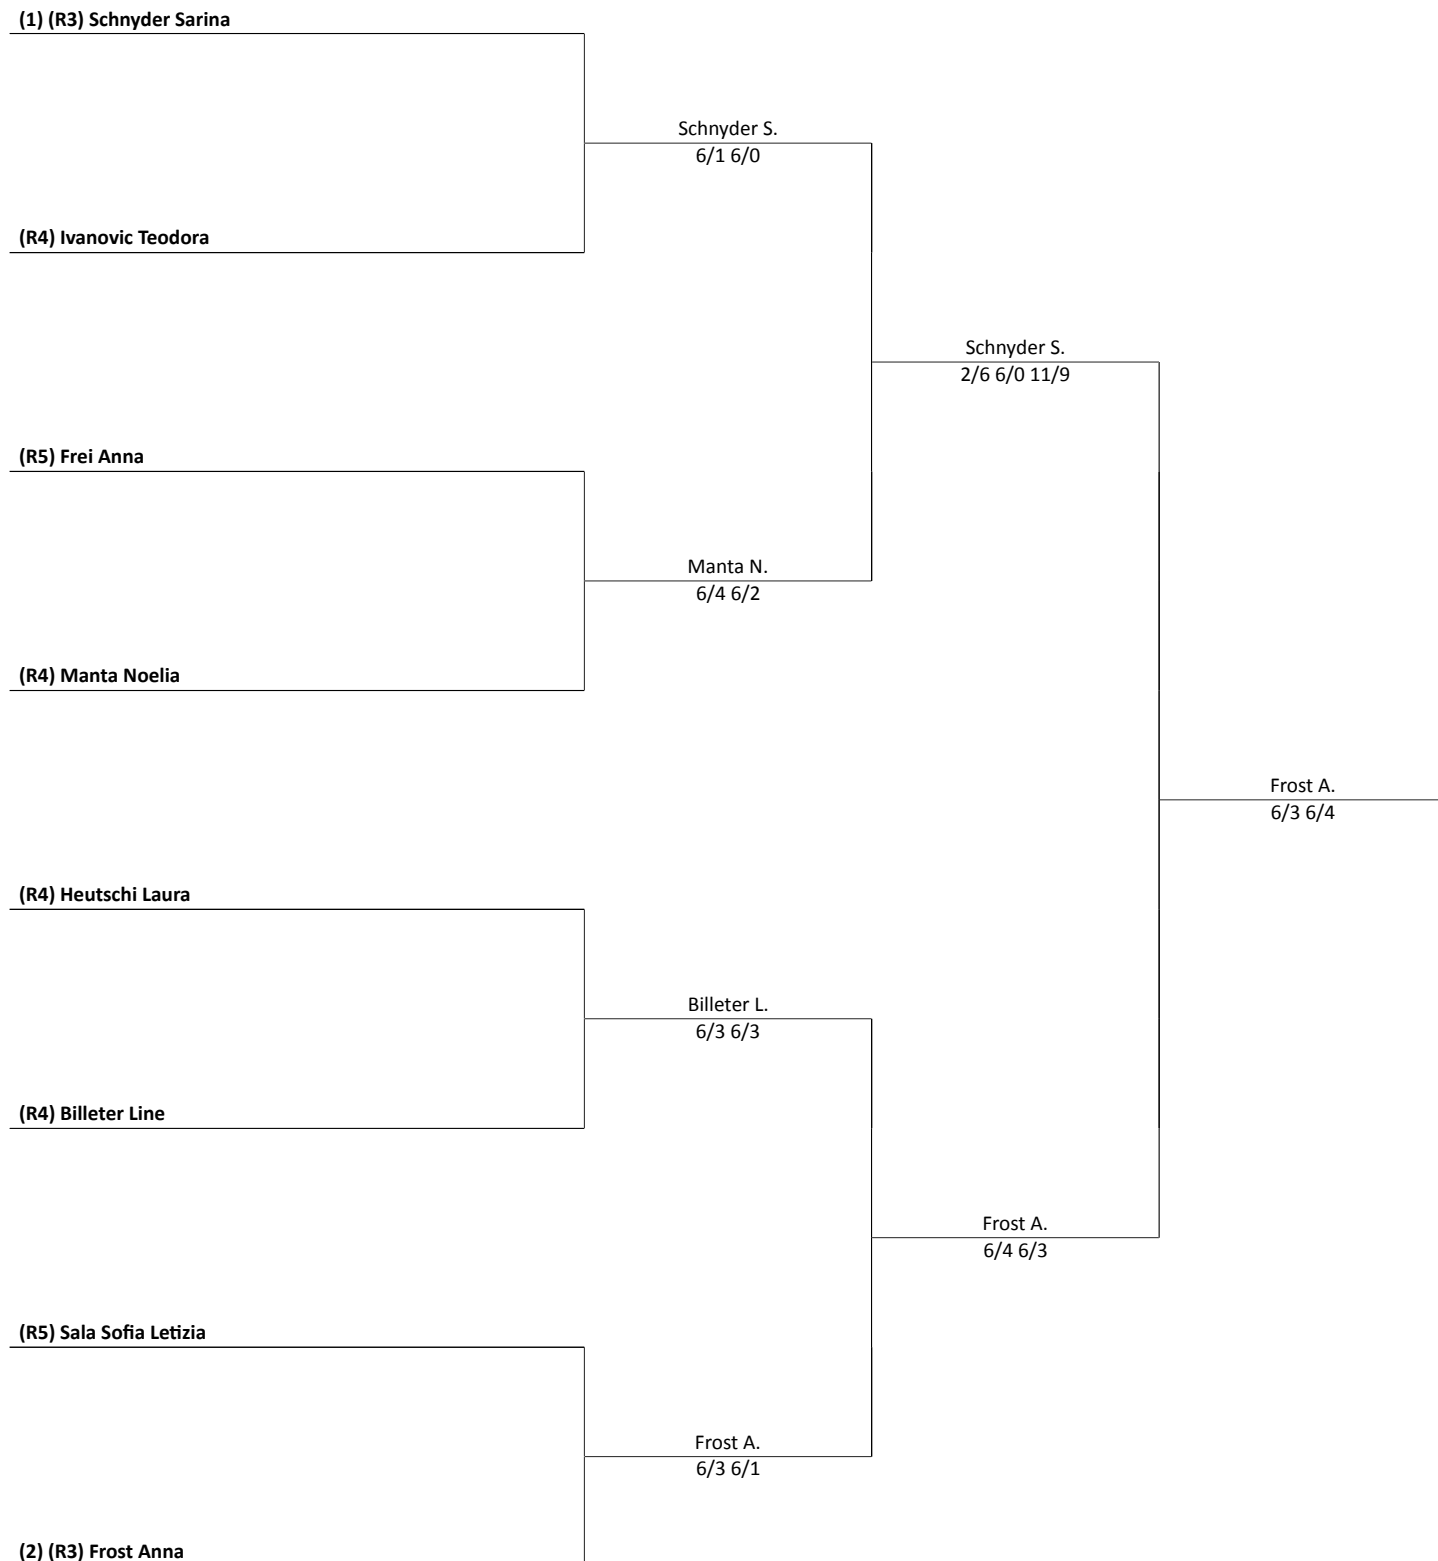 (1) (R3) Schnyder Sarina
Schnyder S.
6/1 6/0
(R4) Ivanovic Teodora
Schnyder S.
2/6 6/0 11/9
(R5) Frei Anna
Manta N.
6/4 6/2
(R4) Manta Noelia
Frost A.
6/3 6/4
(R4) Heutschi Laura
Billeter L.
6/3 6/3
(R4) Billeter Line
Frost A.
6/4 6/3
(R5) Sala Sofia Letizia
Frost A.
6/3 6/1
(2) (R3) Frost Anna